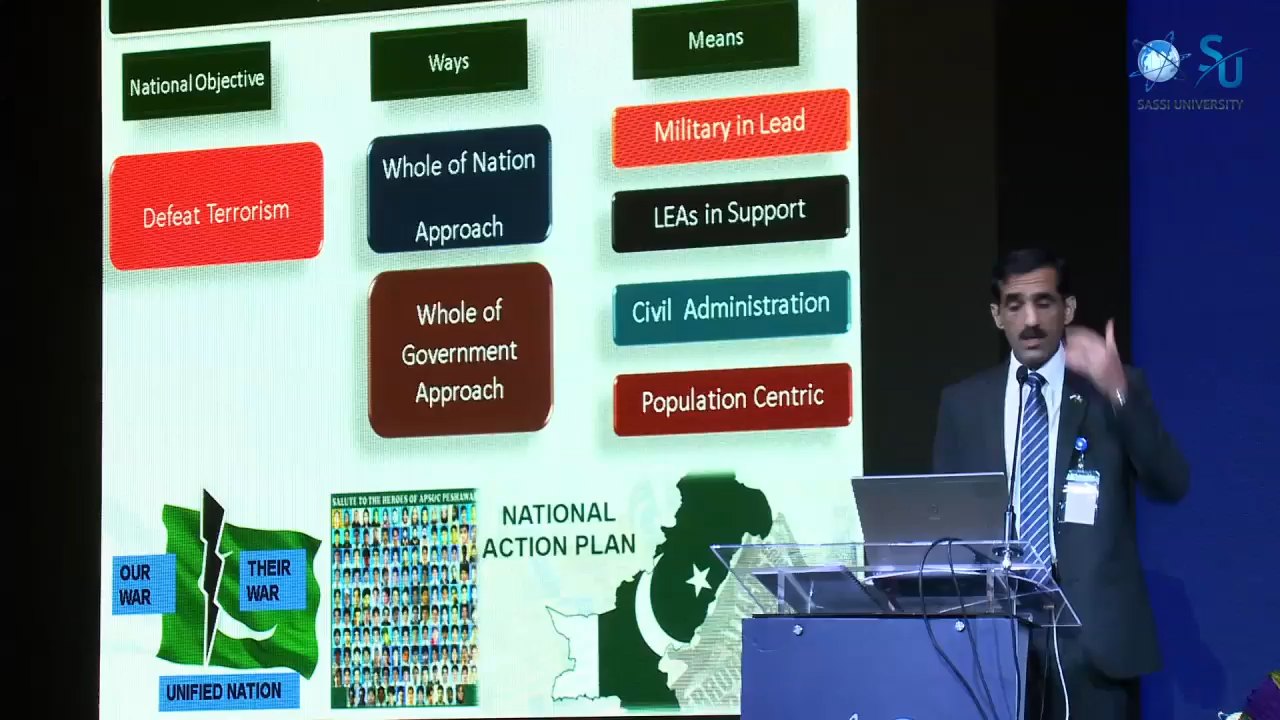 National Objective
Ways
Means
Defeat Terrorism
Whole of Nation
Approach
Whole of
Government
Approach
Military in Lead
LEAs in Support
Civil Administration
Population Centric
OUR
WAR
THEIR
WAR
UNIFIED NATION
SALUTE TO THE HEROES OF APS&C PESHAWAR
NATIONAL
ACTION PLAN
SU
SASSI UNIVERSITY